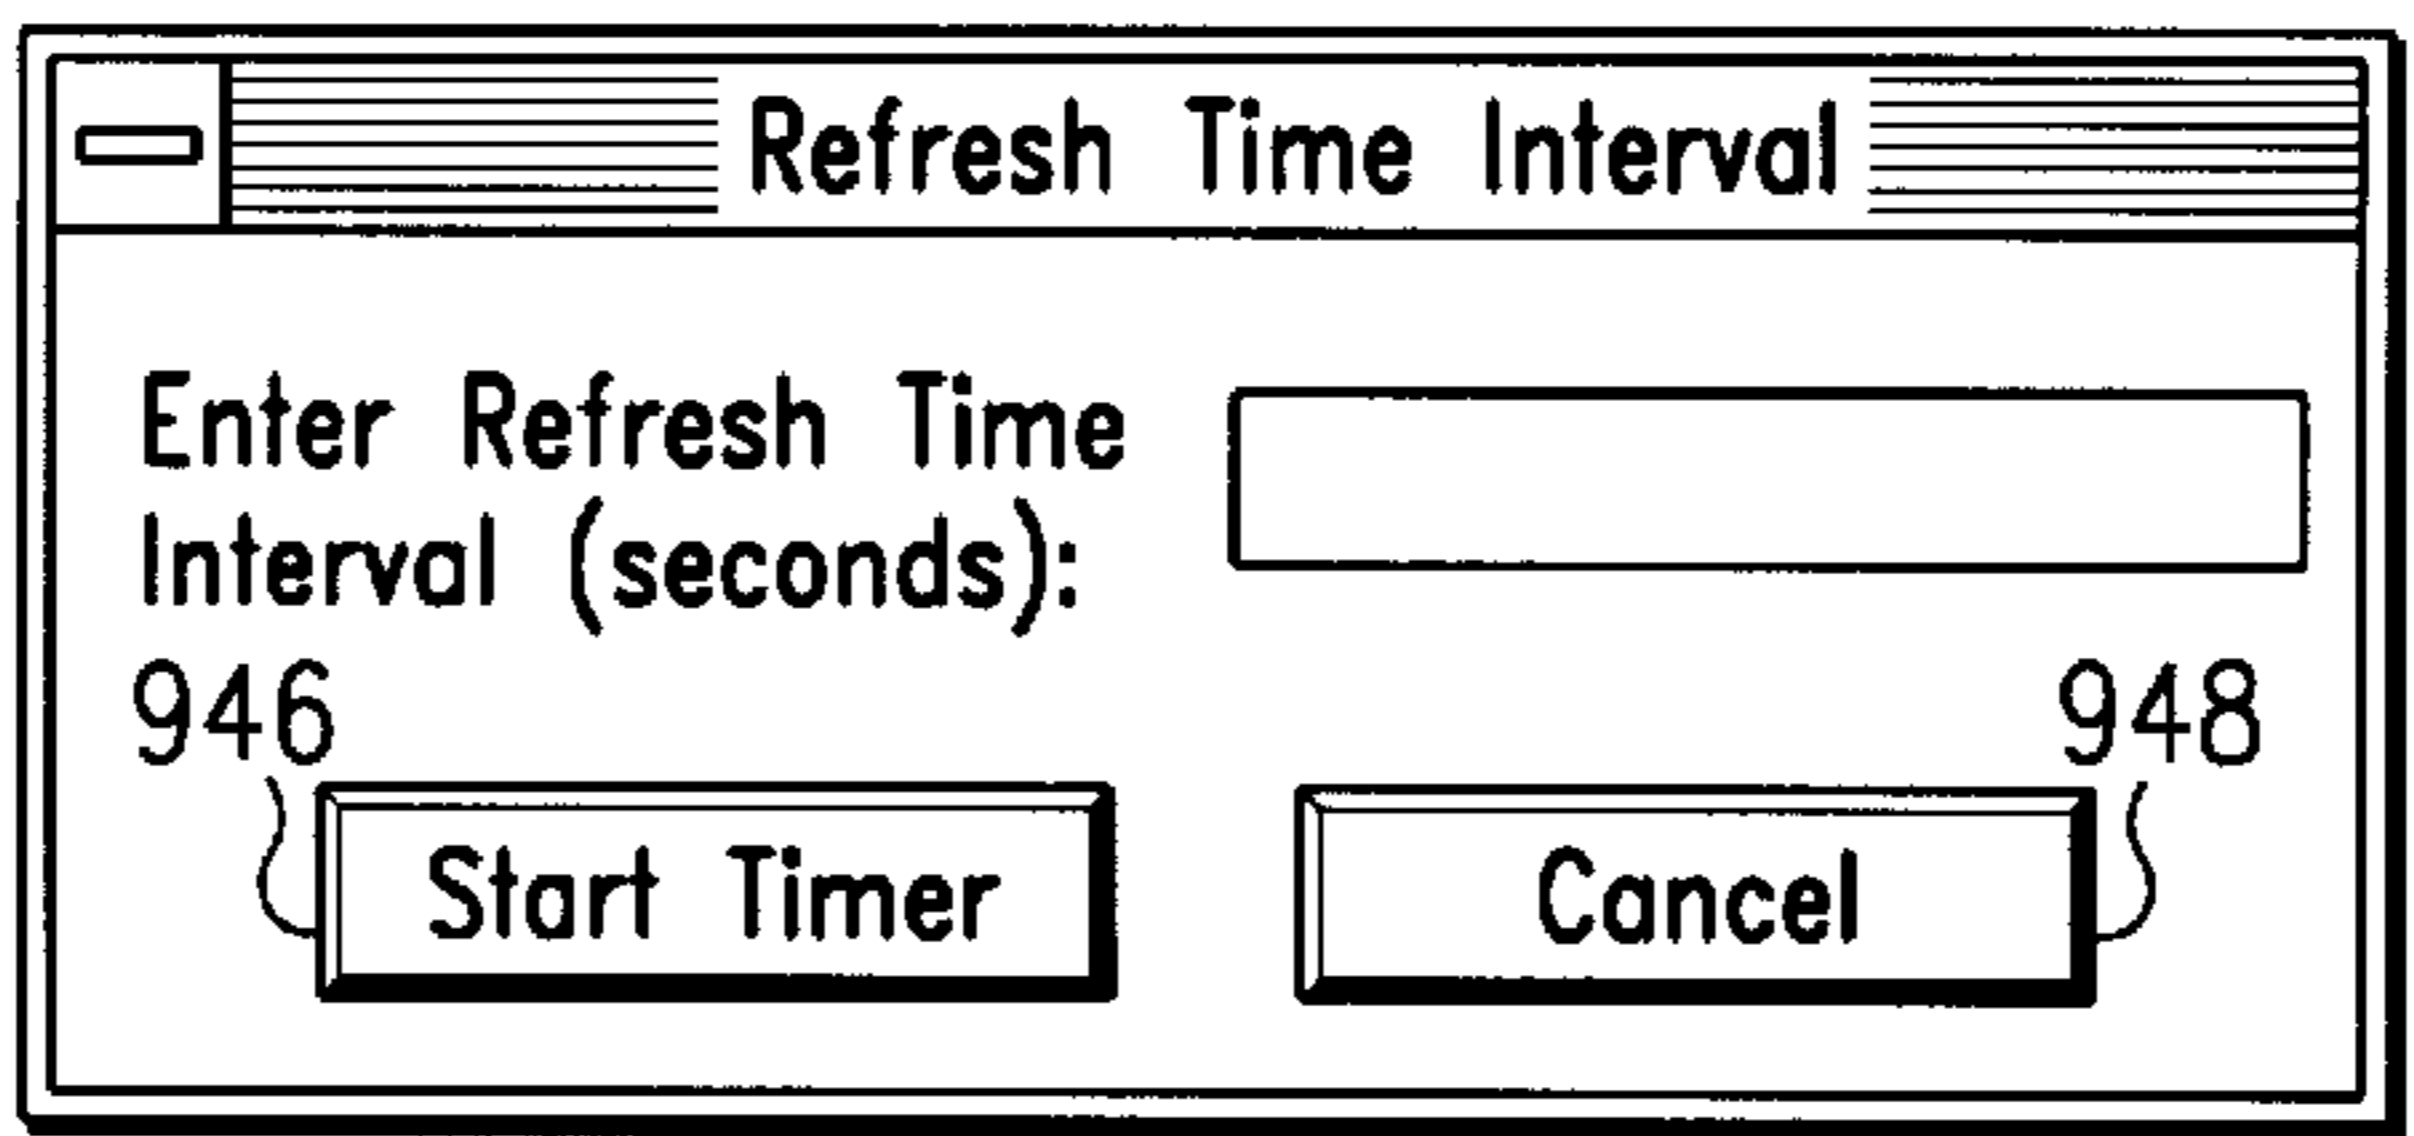 Refresh Time Interval
Enter Refresh Time
Interval (seconds):
946
948
Start Timer
Cancel